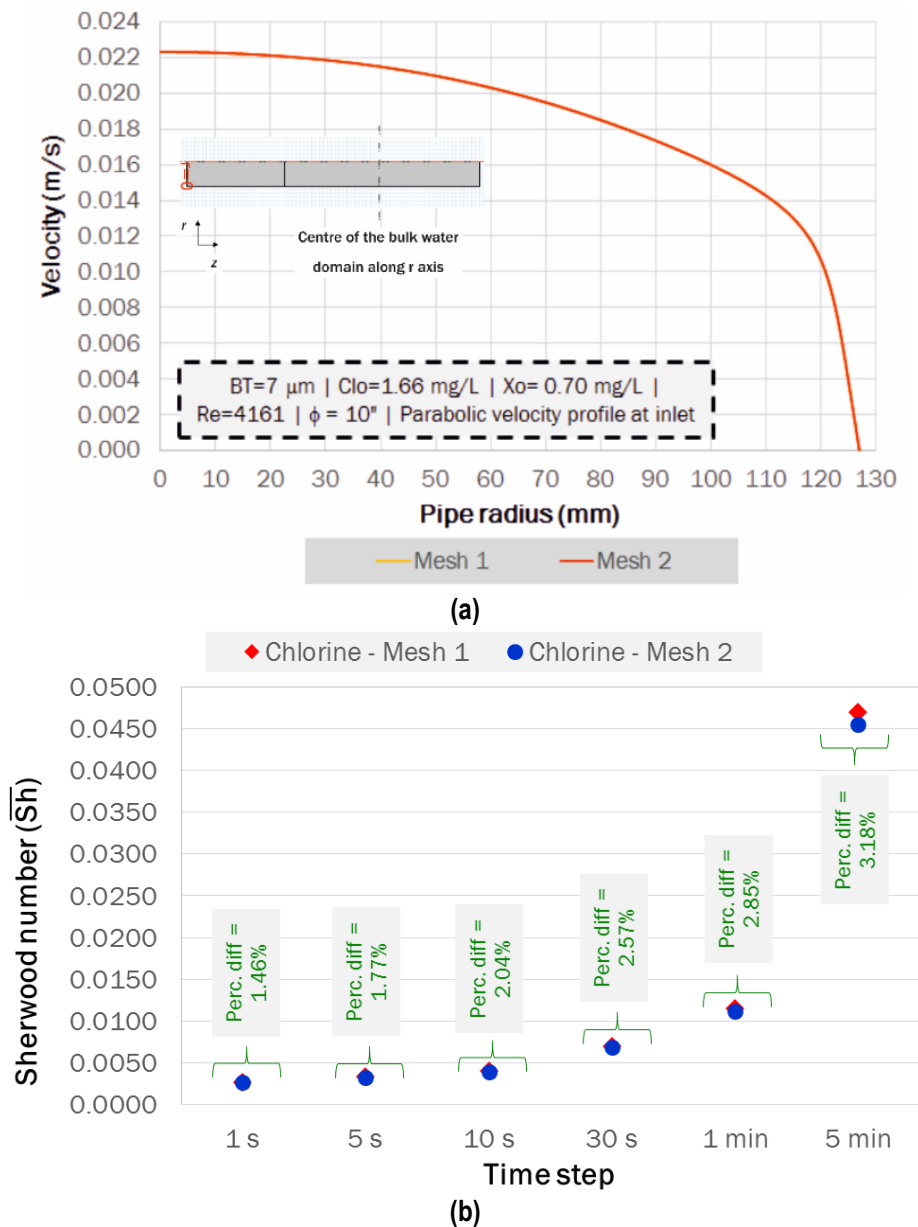 0.024
0.022
0.020
0.018
0.016
0.014
0.012
0.010
0.008
0.006
0.004
0.002
0.000
Velocity (m/s)
r
z
Centre of the bulk water
domain along r axis
BT=7 μm | Clo=1.66 mg/L | Xo= 0.70 mg/L |
Re=4161 | ϕ = 10" | Parabolic velocity profile at inlet
0 10 20 30 40 50 60 70 80 90 100 110 120 130
Pipe radius (mm)
Mesh 1 Mesh 2
(a)
Chlorine - Mesh 1 Chlorine - Mesh 2
0.0500
0.0450
0.0400
0.0350
0.0300
0.0250
0.0200
0.0150
0.0100
0.0050
0.0000
Sherwood number (S̅h̅)
Perc. diff =
1.46%
Perc. diff =
1.77%
Perc. diff =
2.04%
Perc. diff =
2.57%
Perc. diff =
2.85%
Perc. diff =
3.18%
1 s 5 s 10 s 30 s 1 min 5 min
Time step
(b)